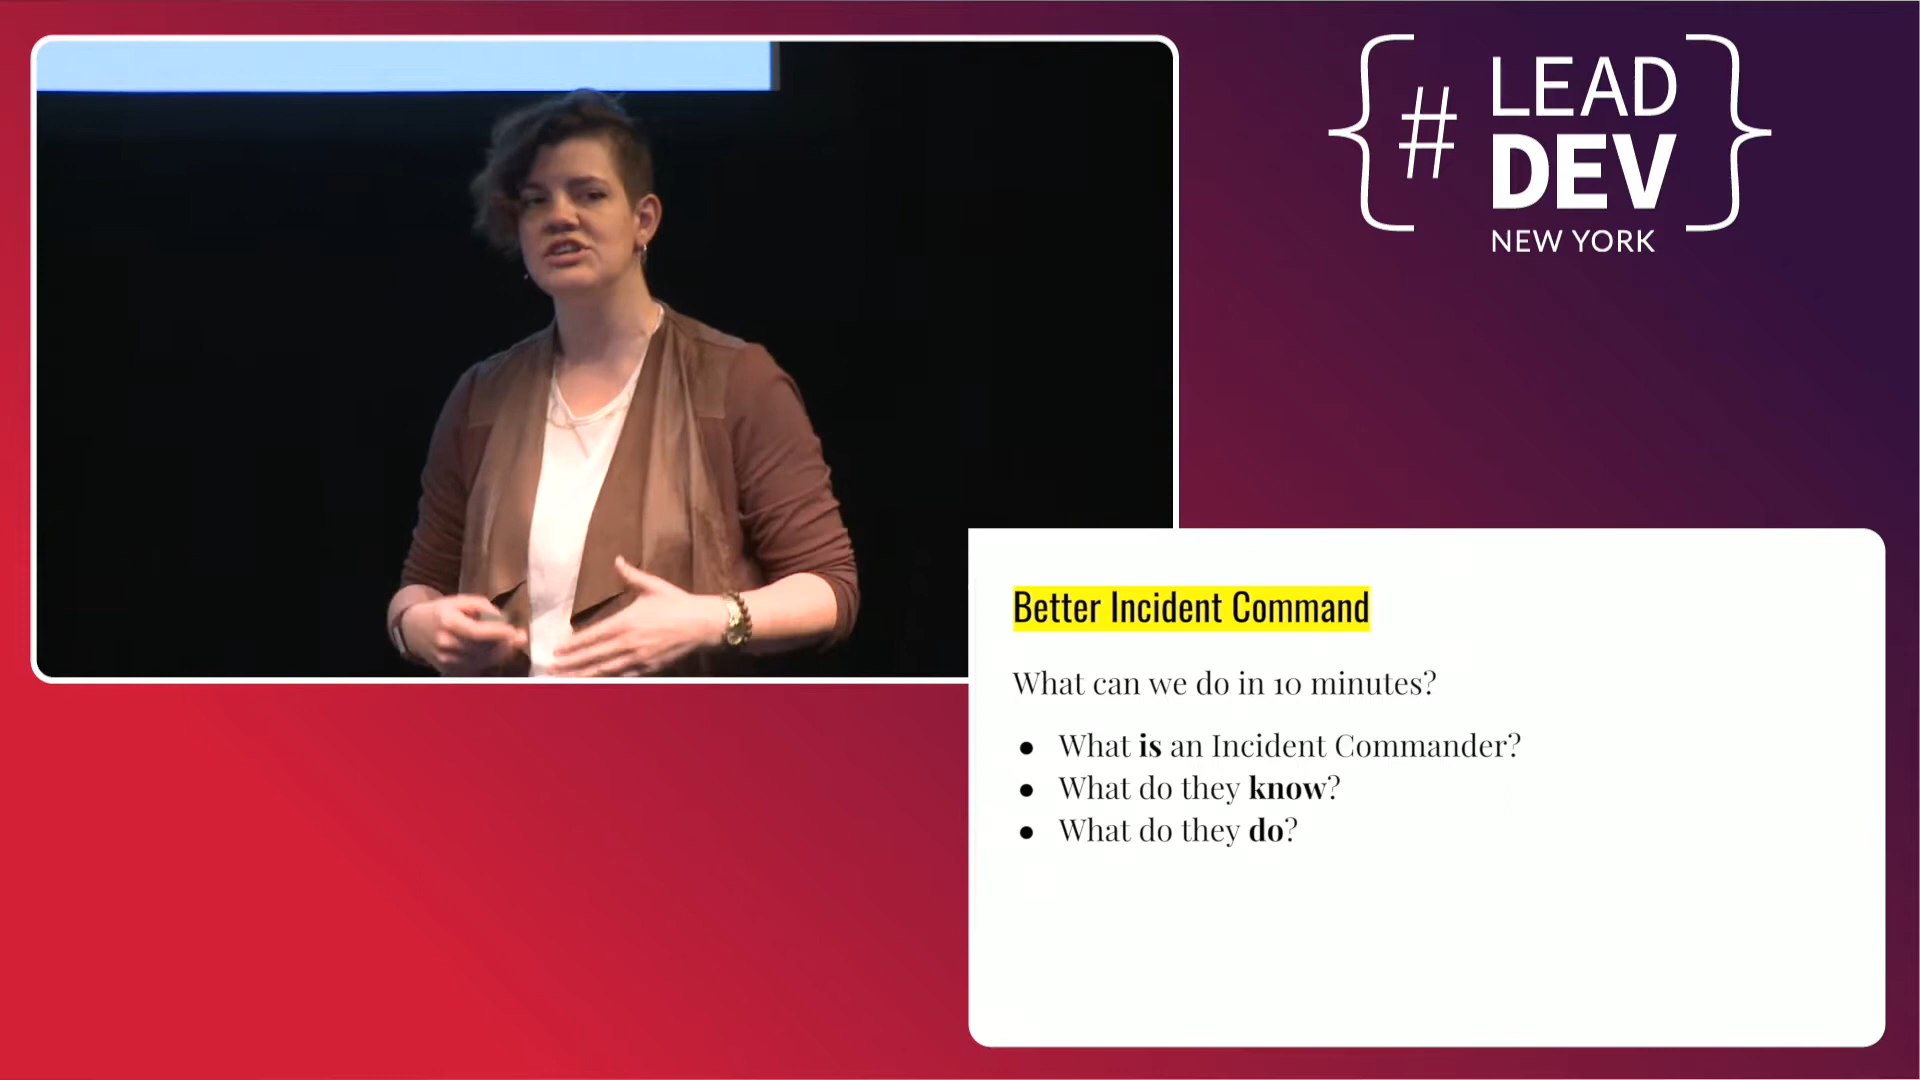 # LEAD
DEV
NEW YORK
Better Incident Command
What can we do in 10 minutes?
● What is an Incident Commander?
● What do they know?
● What do they do?